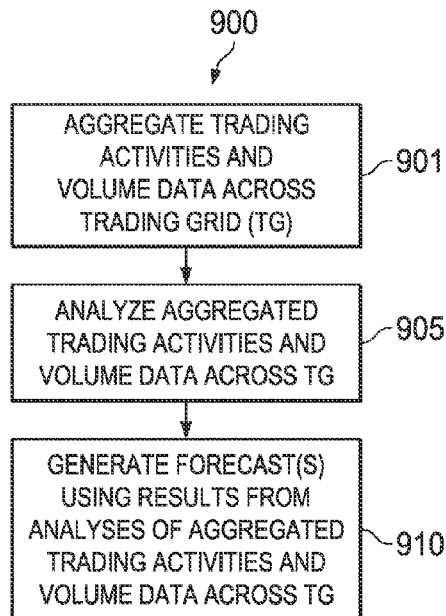 900
AGGREGATE TRADING
ACTIVITIES AND
VOLUME DATA ACROSS
TRADING GRID (TG)
901
ANALYZE AGGREGATED
TRADING ACTIVITIES AND
VOLUME DATA ACROSS TG
905
GENERATE FORECAST(S)
USING RESULTS FROM
ANALYSES OF AGGREGATED
TRADING ACTIVITIES AND
VOLUME DATA ACROSS TG
910